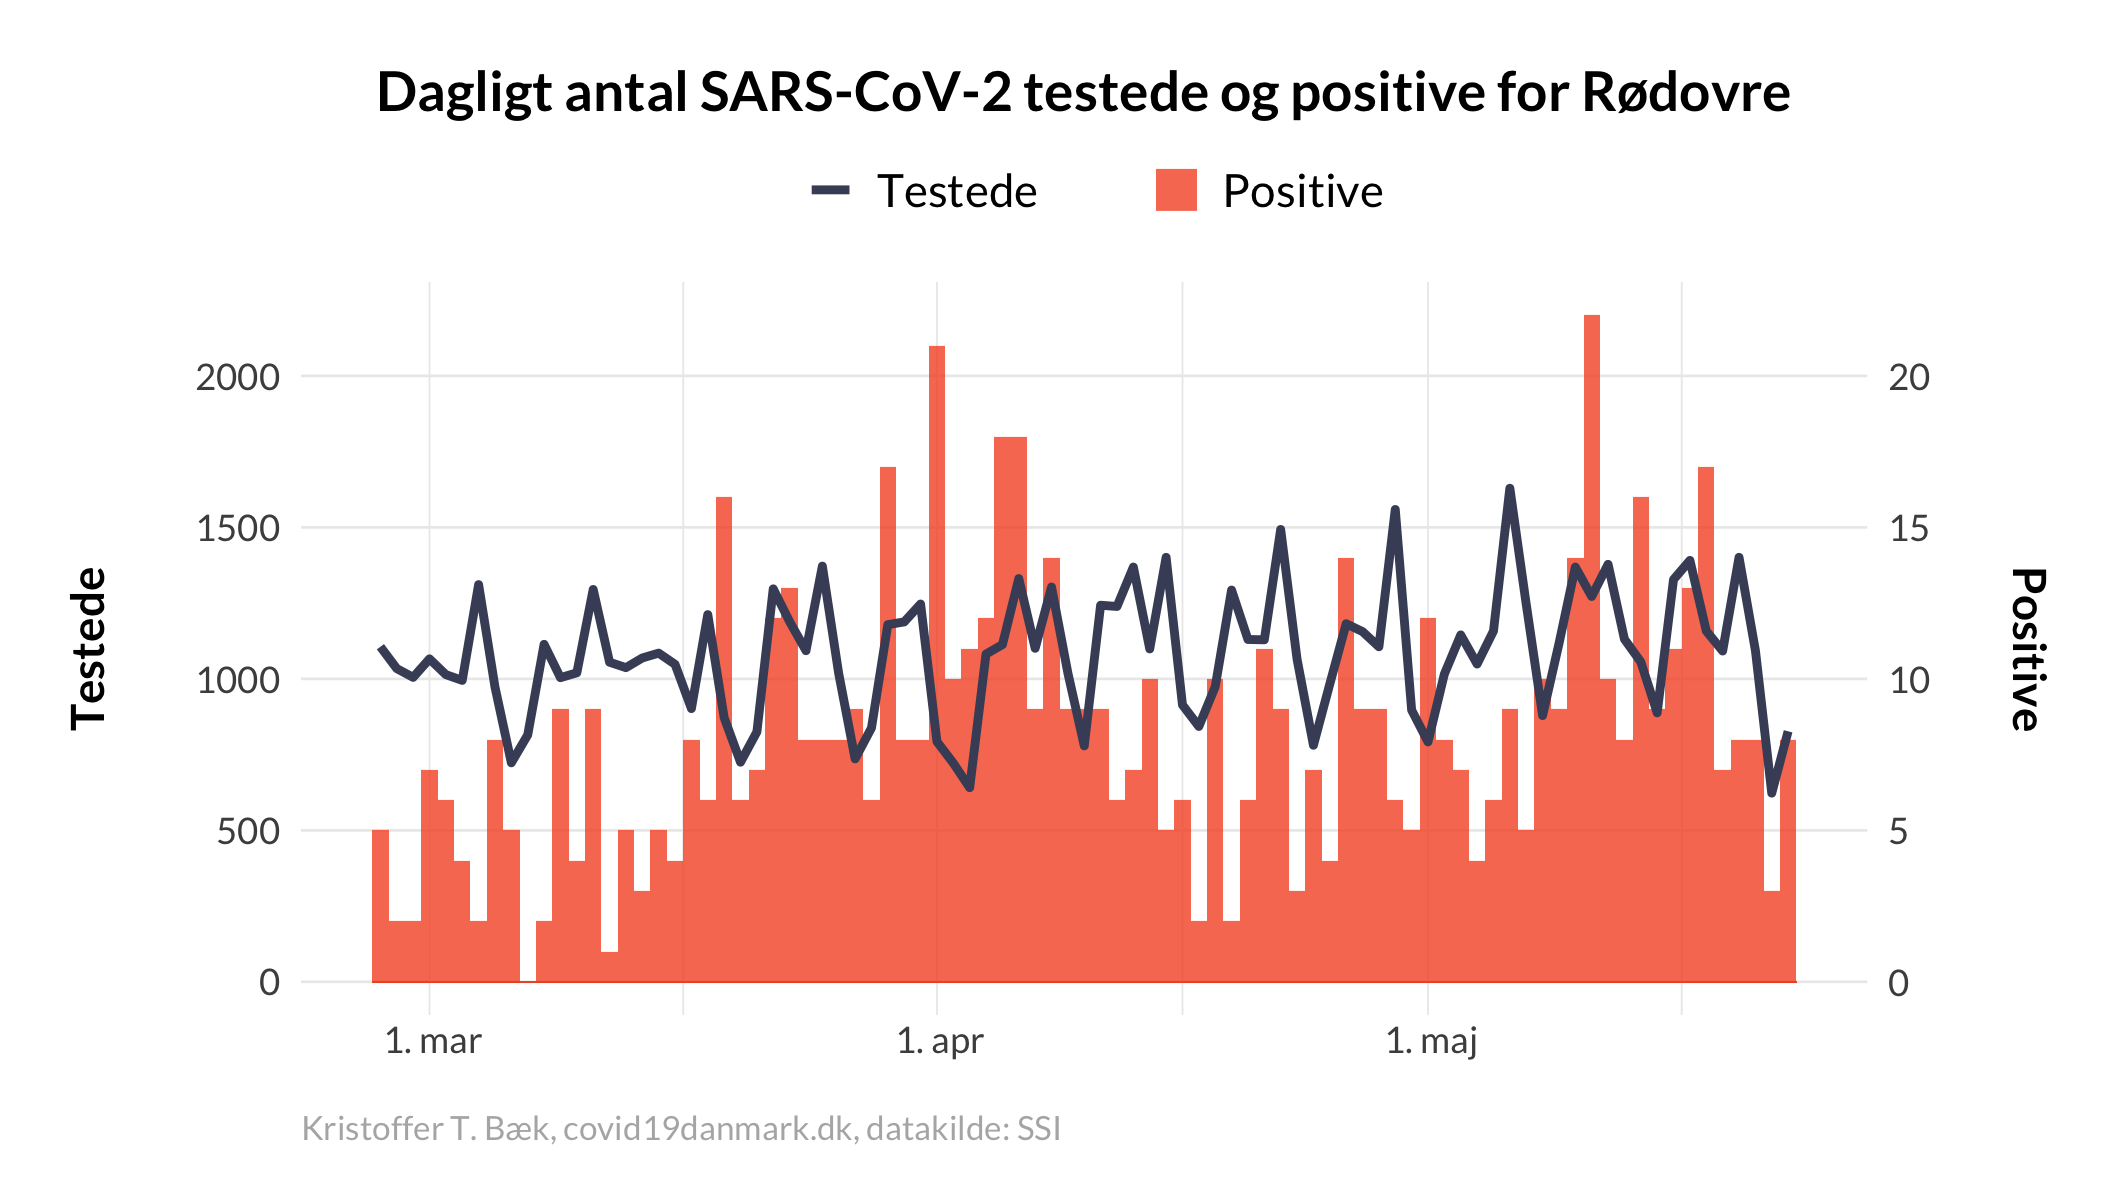 Dagligt antal SARS-CoV-2 testede og positive for Rødovre
Testede Positive
2000 20
1500 15
1000 10
500 5
0 0
Testede
Positive
1. mar 1. apr 1. maj
Kristoffer T. Bæk, covid19danmark.dk, datakilde: SSI